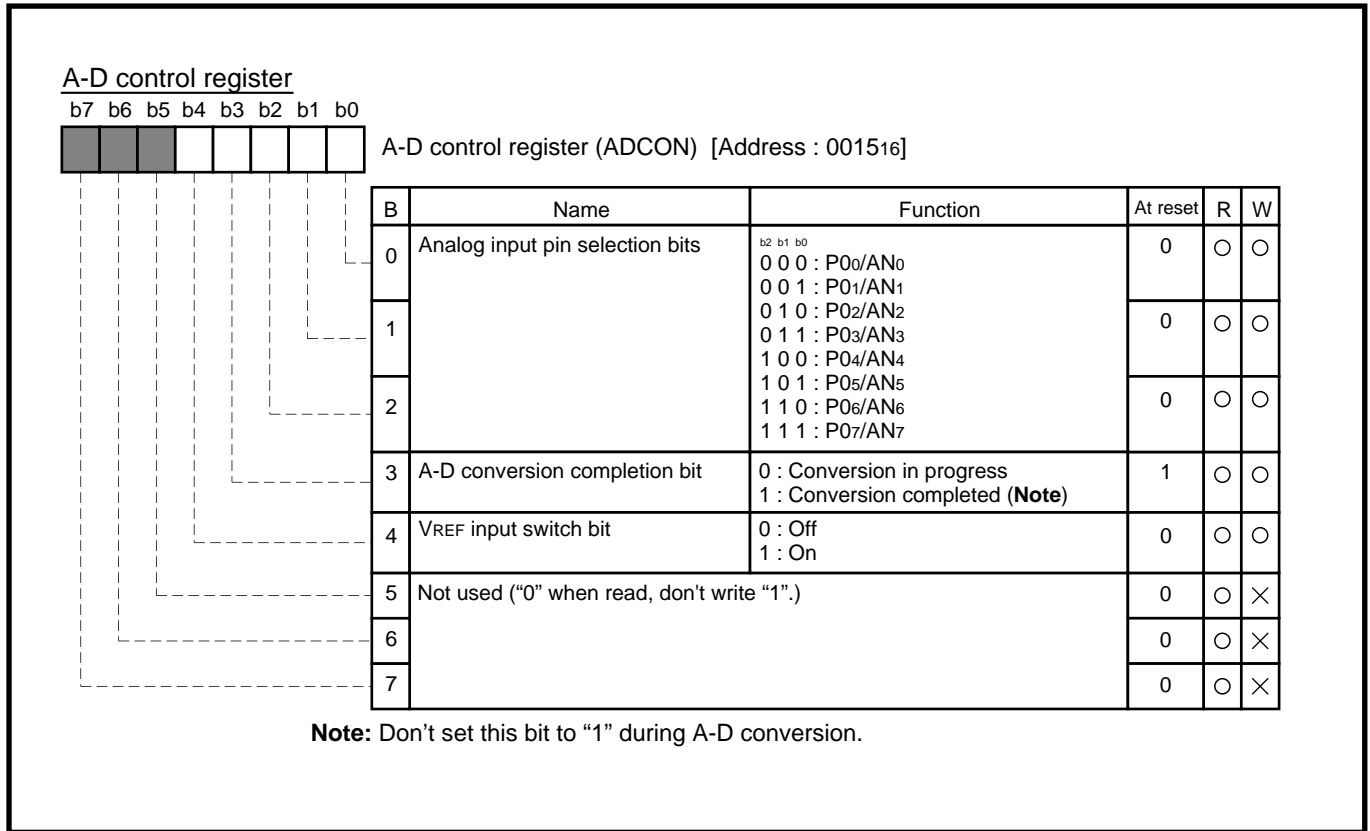 A-D control register
b7 b6 b5 b4 b3 b2 b1 b0
A-D control register (ADCON) [Address : 001516]
B Name Function At reset R W
0 Analog input pin selection bits b2 b1 b0 0 ○ ○
0 0 0 : P00/AN0
0 0 1 : P01/AN1
0 1 0 : P02/AN2
1 0 ○ ○
0 1 1 : P03/AN3
1 0 0 : P04/AN4
1 0 1 : P05/AN5
2 0 ○ ○
1 1 0 : P06/AN6
1 1 1 : P07/AN7
3 A-D conversion completion bit 0 : Conversion in progress 1 ○ ○
1 : Conversion completed (Note)
4 VREF input switch bit 0 : Off 0 ○ ○
1 : On
5 Not used (“0” when read, don't write “1”.) 0 ○ ×
6 0 ○ ×
7 0 ○ ×
Note: Don’t set this bit to “1” during A-D conversion.